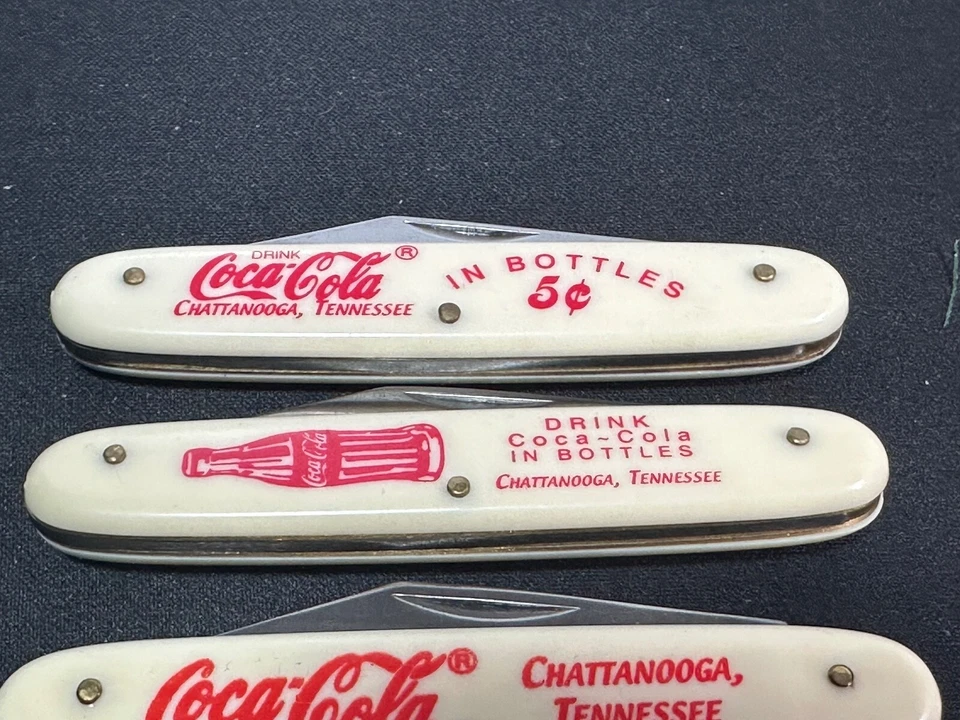 DRINK
Coca-Cola ®
CHATTANOOGA, TENNESSEE
IN BOTTLES
5¢
Coca-Cola
DRINK
Coca~Cola
IN BOTTLES
CHATTANOOGA, TENNESSEE
Coca-Cola ®
CHATTANOOGA,
TENNESSEE